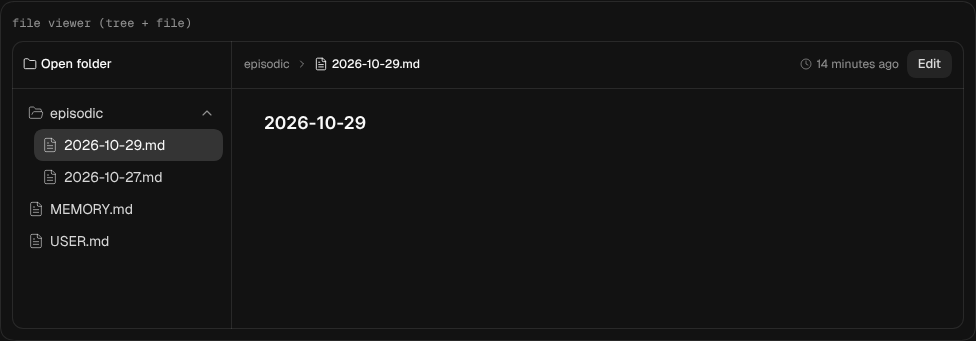 file viewer (tree + file)
Open folder
episodic
2026-10-29.md
2026-10-27.md
MEMORY.md
USER.md
episodic > 2026-10-29.md
14 minutes ago
Edit
2026-10-29